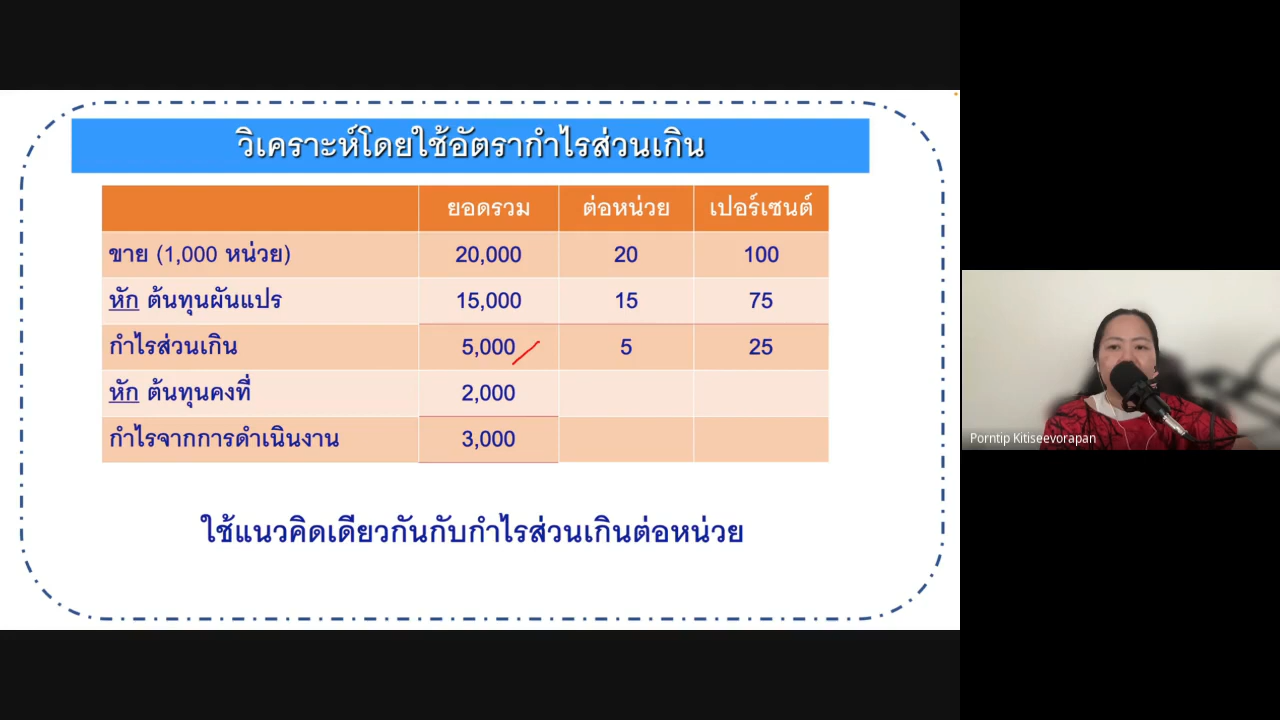 วิเคราะห์โดยใช้อัตรากำไรส่วนเกิน
ยอดรวม ต่อหน่วย เปอร์เซนต์
ขาย (1,000 หน่วย) 20,000 20 100
หัก ต้นทุนผันแปร 15,000 15 75
กำไรส่วนเกิน 5,000 5 25
หัก ต้นทุนคงที่ 2,000
กำไรจากการดำเนินงาน 3,000
ใช้แนวคิดเดียวกันกับกำไรส่วนเกินต่อหน่วย
Porntip Kitiseevorapan